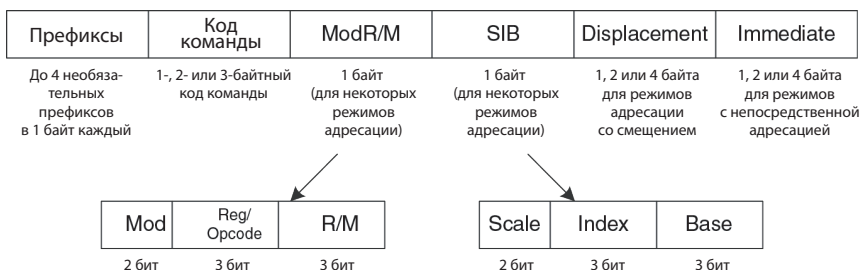 Префиксы
Код
команды
ModR/M
SIB
Displacement
Immediate
До 4 необяза-
тельных
префиксов
в 1 байт каждый
1-, 2- или 3-байтный
код команды
1 байт
(для некоторых
режимов
адресации)
1 байт
(для некоторых
режимов
адресации)
1, 2 или 4 байта
для режимов
адресации
со смещением
1, 2 или 4 байта
для режимов
с непосредственной
адресацией
Mod
Reg/
Opcode
R/M
Scale
Index
Base
2 бит
3 бит
3 бит
2 бит
3 бит
3 бит